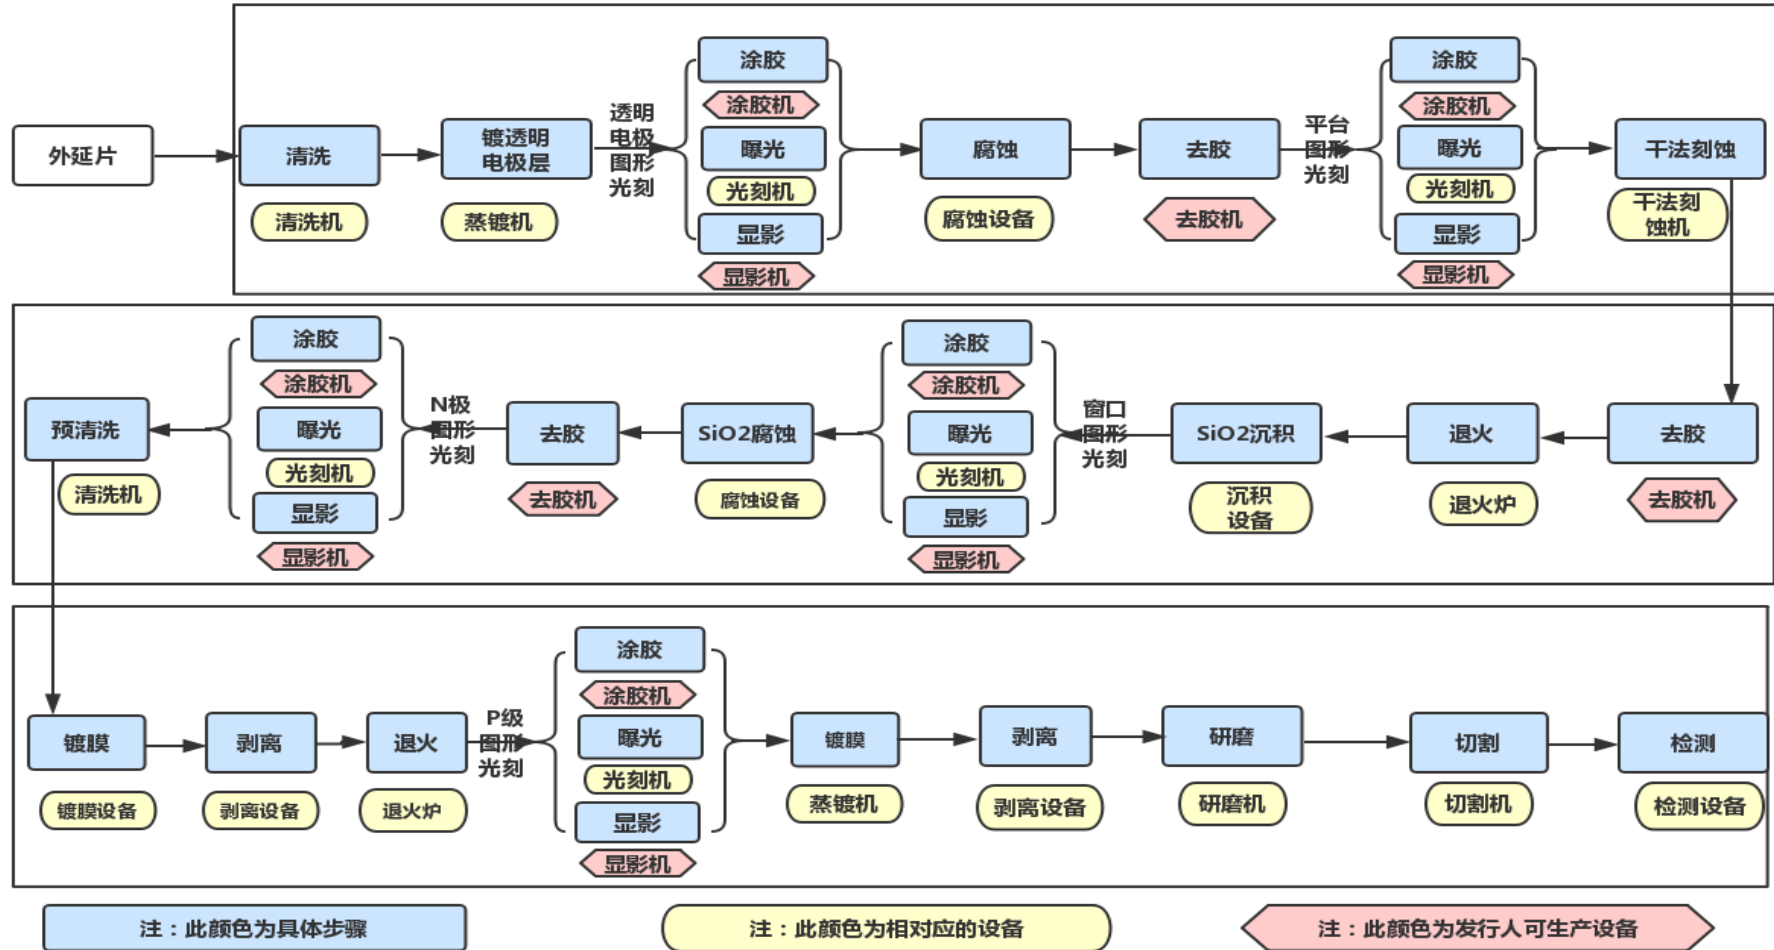 外延片
清洗
清洗机
镀透明
电极层
蒸镀机
透明
电极
图形
光刻
涂胶
涂胶机
曝光
光刻机
显影
显影机
腐蚀
腐蚀设备
去胶
去胶机
平台
图形
光刻
涂胶
涂胶机
曝光
光刻机
显影
显影机
干法刻蚀
干法刻
蚀机
去胶
去胶机
退火
退火炉
SiO2沉积
沉积
设备
窗口
图形
光刻
涂胶
涂胶机
曝光
光刻机
显影
显影机
SiO2腐蚀
腐蚀设备
去胶
去胶机
N极
图形
光刻
涂胶
涂胶机
曝光
光刻机
显影
显影机
预清洗
清洗机
镀膜
镀膜设备
剥离
剥离设备
退火
退火炉
P级
图形
光刻
涂胶
涂胶机
曝光
光刻机
显影
显影机
镀膜
蒸镀机
剥离
剥离设备
研磨
研磨机
切割
切割机
检测
检测设备
注：此颜色为具体步骤
注：此颜色为相对应的设备
注：此颜色为发行人可生产设备